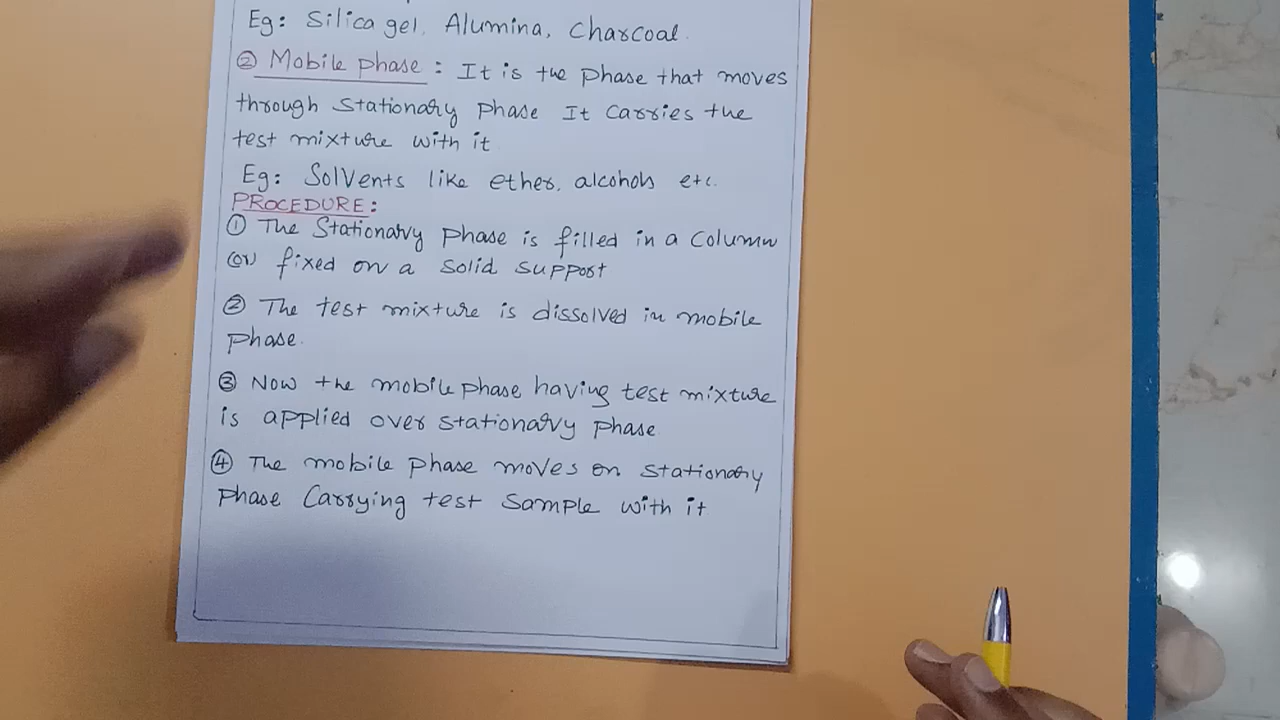 Eg: Silica gel, Alumina, Charcoal.
② Mobile phase : It is the phase that moves
through stationary phase It carries the
test mixture with it
Eg: Solvents like ether, alcohols etc.
PROCEDURE:
① The Stationary phase is filled in a Column
(or) fixed on a solid support
② The test mixture is dissolved in mobile
phase.
③ Now the mobile phase having test mixture
is applied over stationary phase
④ The mobile phase moves on stationary
phase Carrying test Sample with it